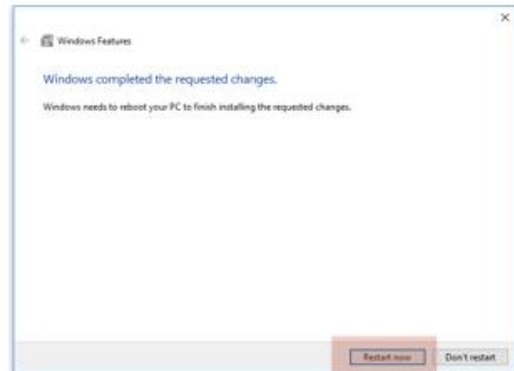 Windows Features
Windows completed the requested changes.
Windows needs to reboot your PC to finish installing the requested changes.
Restart now
Don't restart